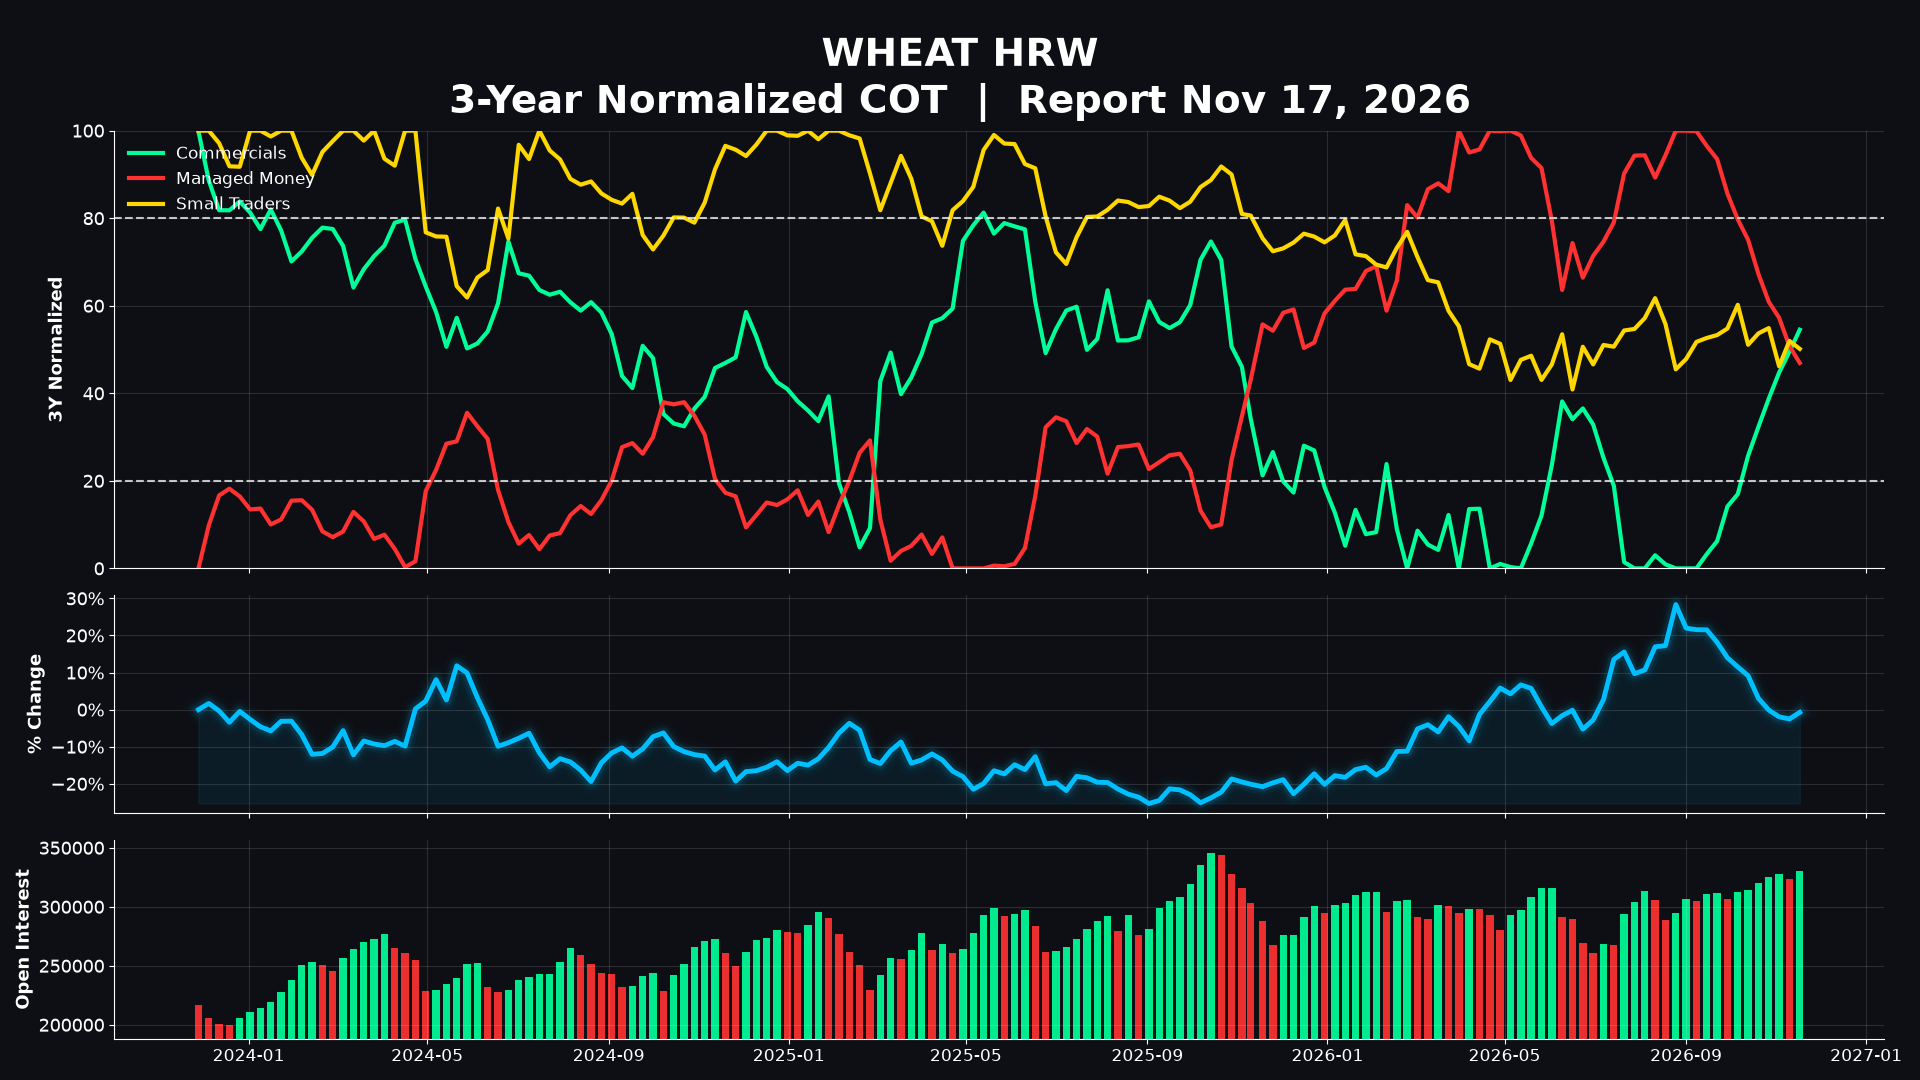 WHEAT HRW
3-Year Normalized COT | Report Nov 17, 2026
3Y Normalized
100
80
60
40
20
0
Commercials
Managed Money
Small Traders
% Change
30%
20%
10%
0%
−10%
−20%
Open Interest
350000
300000
250000
200000
2024-01 2024-05 2024-09 2025-01 2025-05 2025-09 2026-01 2026-05 2026-09 2027-01